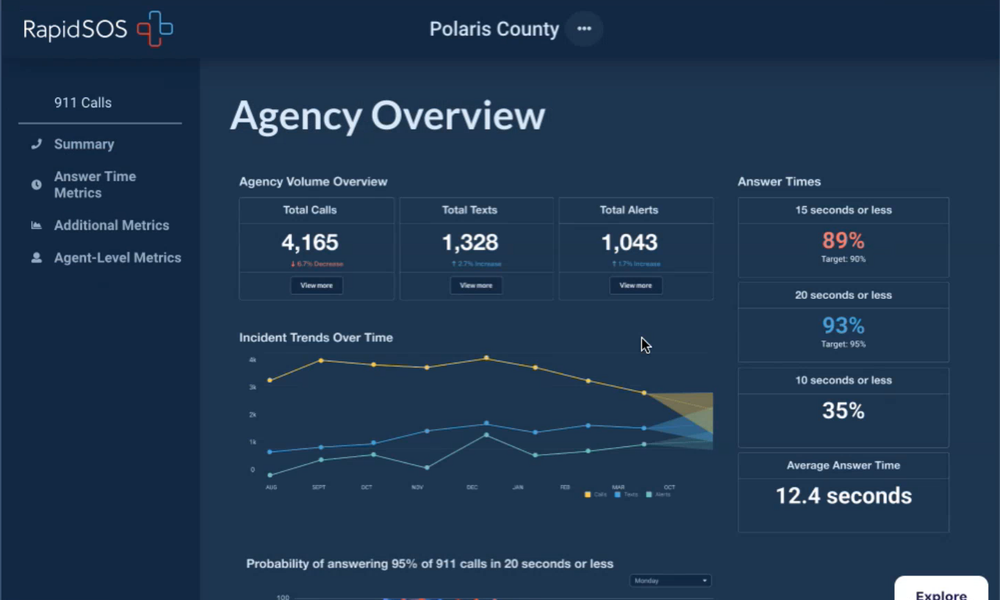 RapidSOS
Polaris County
911 Calls
Summary
Answer Time
Metrics
Additional Metrics
Agent-Level Metrics
Agency Overview
Agency Volume Overview
Total Calls
4,165
↓ 6.7% Decrease
View more
Total Texts
1,328
↑ 2.7% Increase
View more
Total Alerts
1,043
↑ 1.7% Increase
View more
Incident Trends Over Time
4k
3k
2k
1k
0
AUG SEPT OCT NOV DEC JAN FEB MAR OCT
Calls Texts Alerts
Answer Times
15 seconds or less
89%
Target: 90%
20 seconds or less
93%
Target: 95%
10 seconds or less
35%
Average Answer Time
12.4 seconds
Probability of answering 95% of 911 calls in 20 seconds or less
Monday
100
Explore